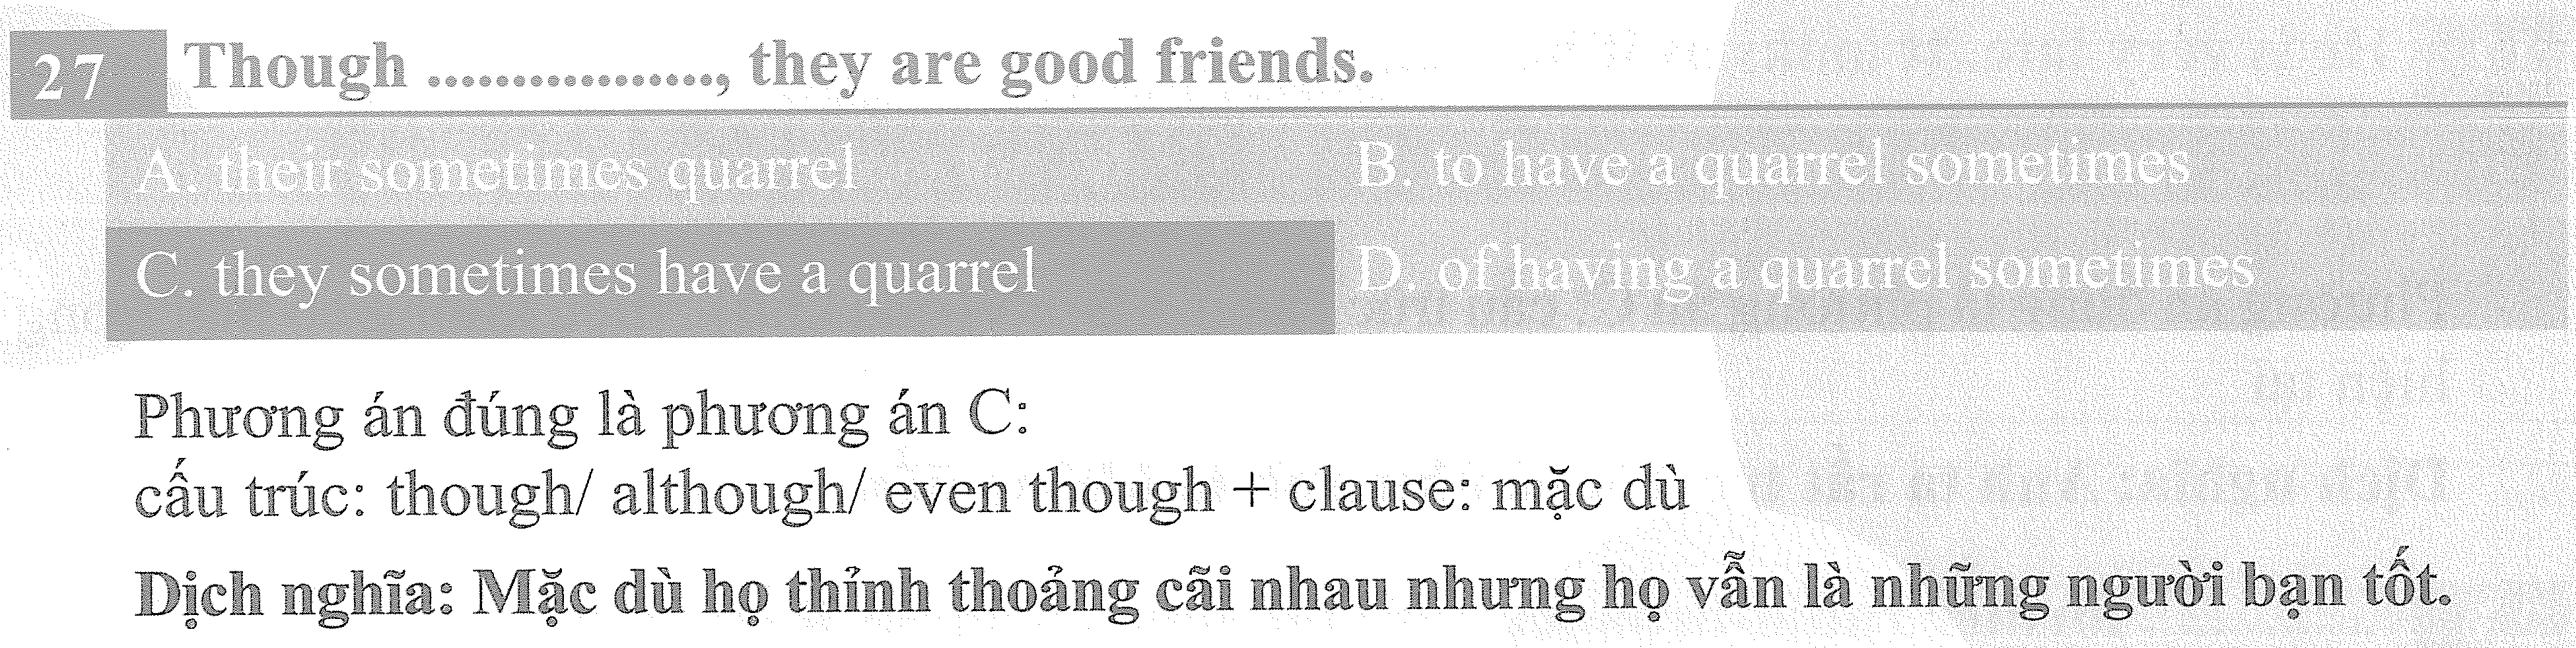 27 Though ................., they are good friends.
A. their sometimes quarrel B. to have a quarrel sometimes
C. they sometimes have a quarrel D. of having a quarrel sometimes
Phương án đúng là phương án C:
cấu trúc: though/ although/ even though + clause: mặc dù
Dịch nghĩa: Mặc dù họ thỉnh thoảng cãi nhau nhưng họ vẫn là những người bạn tốt.